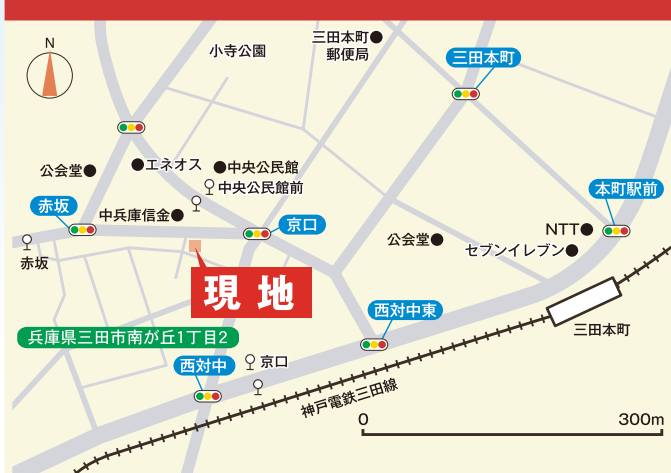 N
小寺公園
三田本町
郵便局
三田本町
公会堂
エネオス
中央公民館
中央公民館前
本町駅前
赤坂
中兵庫信金
京口
公会堂
NTT
セブンイレブン
赤坂
現地
西対中東
三田本町
兵庫県三田市南が丘1丁目2
西対中
京口
神戸電鉄三田線
0
300m